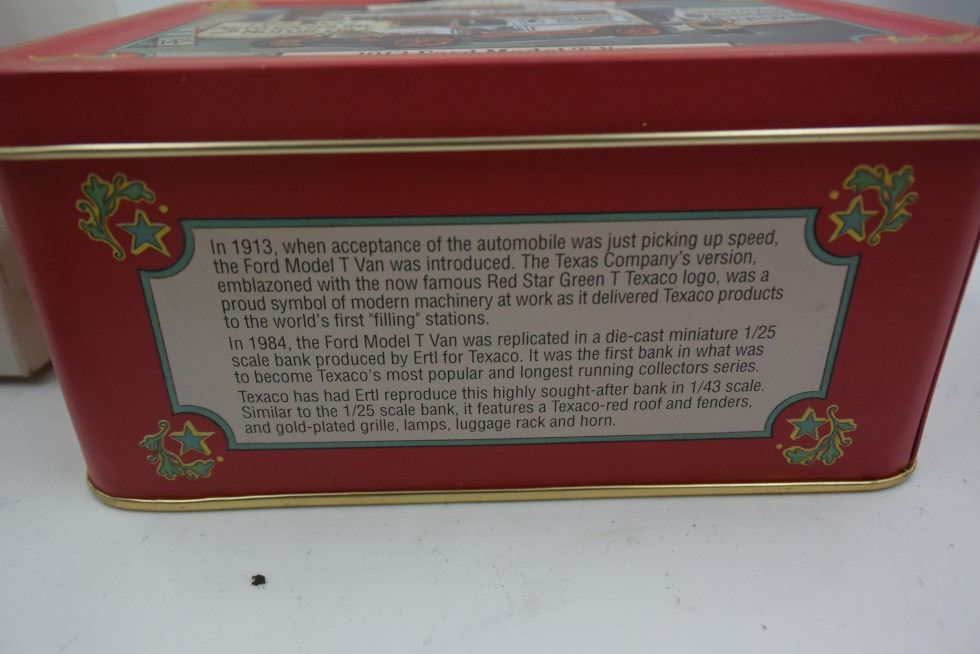 In 1913, when acceptance of the automobile was just picking up speed,
the Ford Model T Van was introduced. The Texas Company's version,
emblazoned with the now famous Red Star Green T Texaco logo, was a
proud symbol of modern machinery at work as it delivered Texaco products
to the world's first "filling" stations.
In 1984, the Ford Model T Van was replicated in a die-cast miniature 1/25
scale bank produced by Ertl for Texaco. It was the first bank in what was
to become Texaco's most popular and longest running collectors series.
Texaco has had Ertl reproduce this highly sought-after bank in 1/43 scale.
Similar to the 1/25 scale bank, it features a Texaco-red roof and fenders,
and gold-plated grille, lamps, luggage rack and horn.